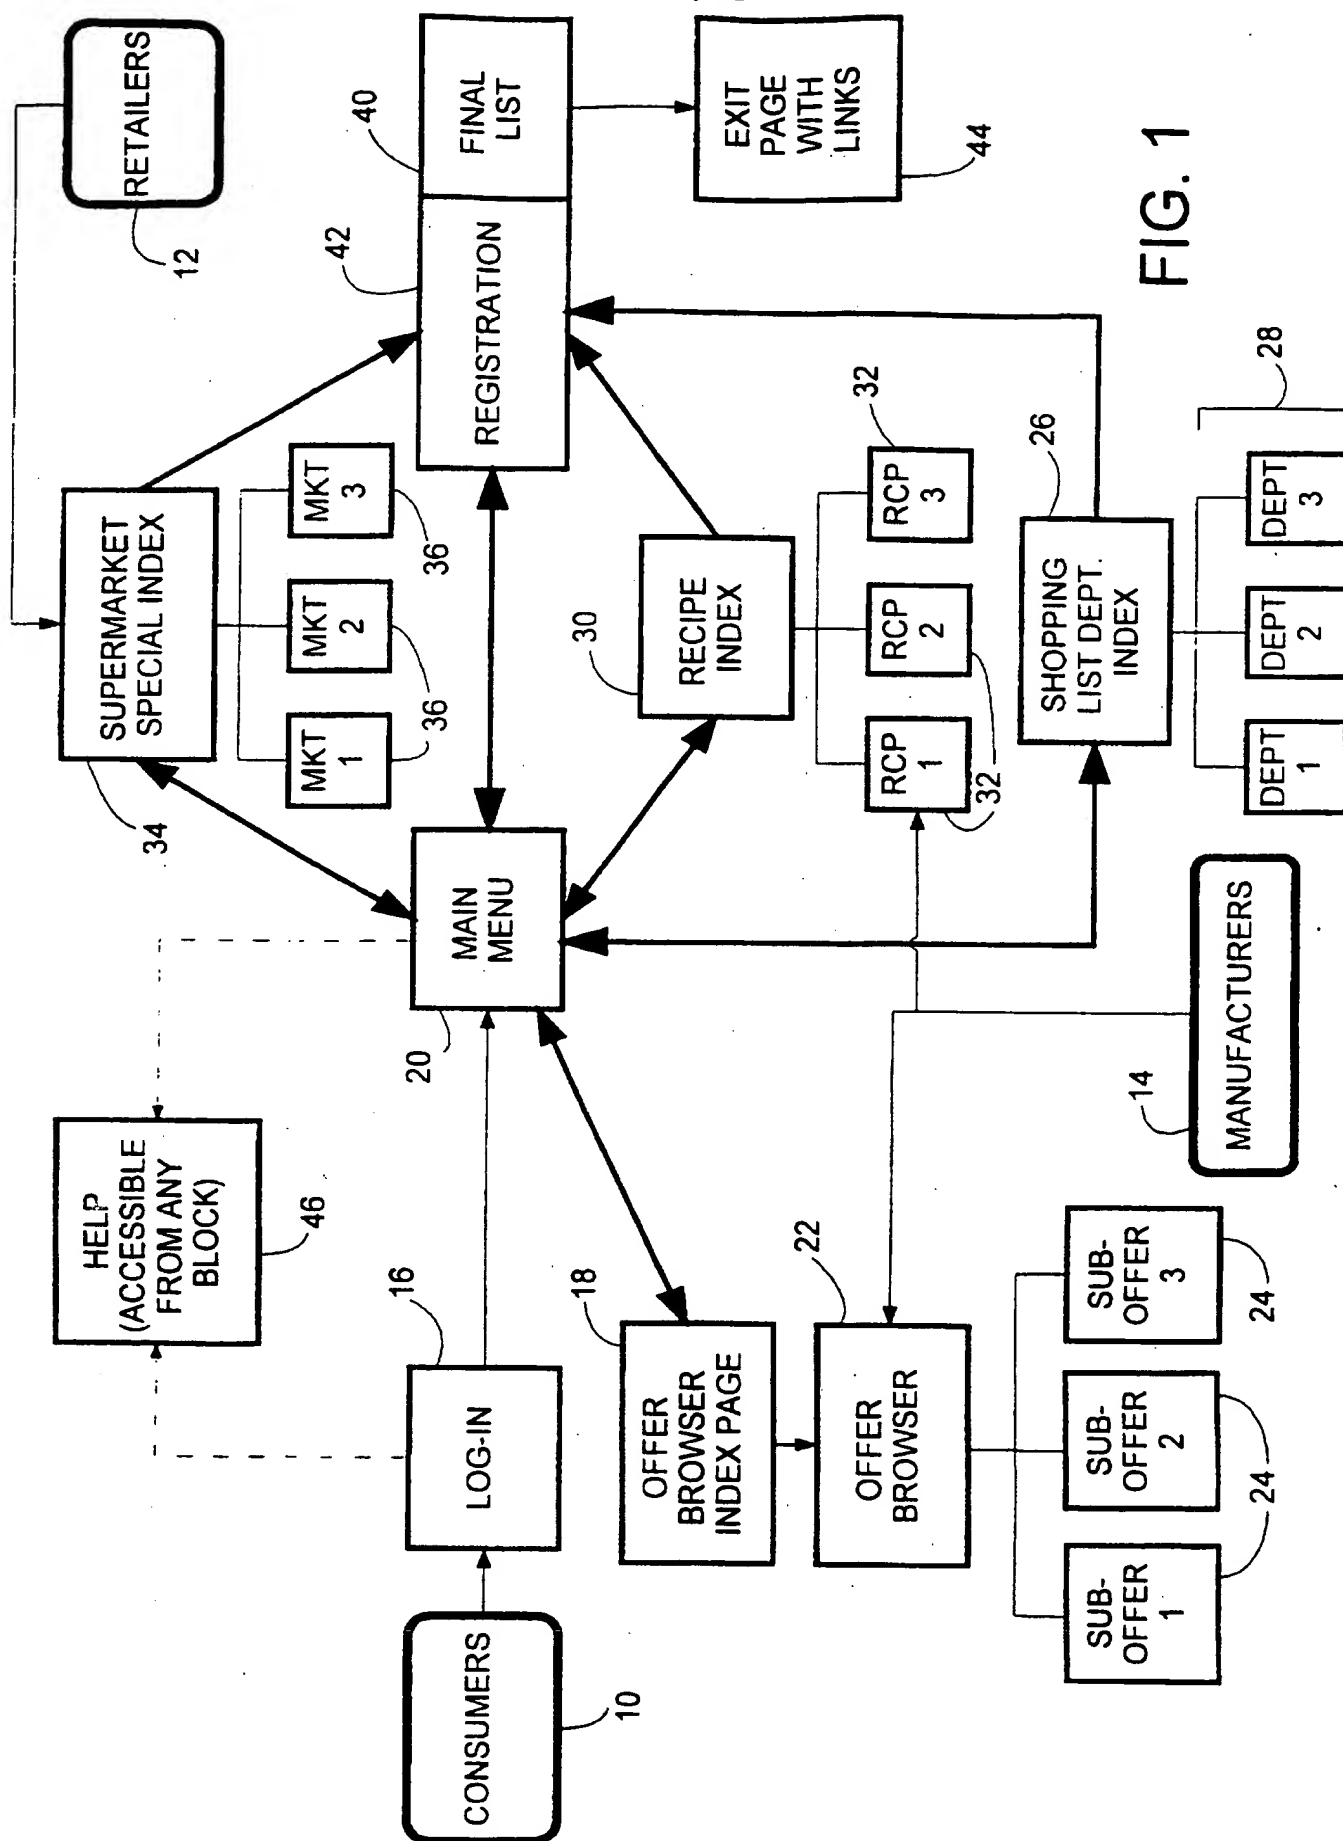 RETAILERS
12
HELP
(ACCESSIBLE
FROM ANY
BLOCK)
46
SUPERMARKET
SPECIAL INDEX
34
MKT
1
MKT
2
MKT
3
36
36
CONSUMERS
10
LOG-IN
16
MAIN
MENU
20
REGISTRATION
42
FINAL
LIST
40
EXIT
PAGE
WITH
LINKS
44
OFFER
BROWSER
INDEX PAGE
18
RECIPE
INDEX
30
OFFER
BROWSER
22
RCP
1
RCP
2
RCP
3
32
32
SUB-
OFFER
1
SUB-
OFFER
2
SUB-
OFFER
3
24
24
MANUFACTURERS
14
SHOPPING
LIST DEPT.
INDEX
26
DEPT
1
DEPT
2
DEPT
3
28
FIG. 1